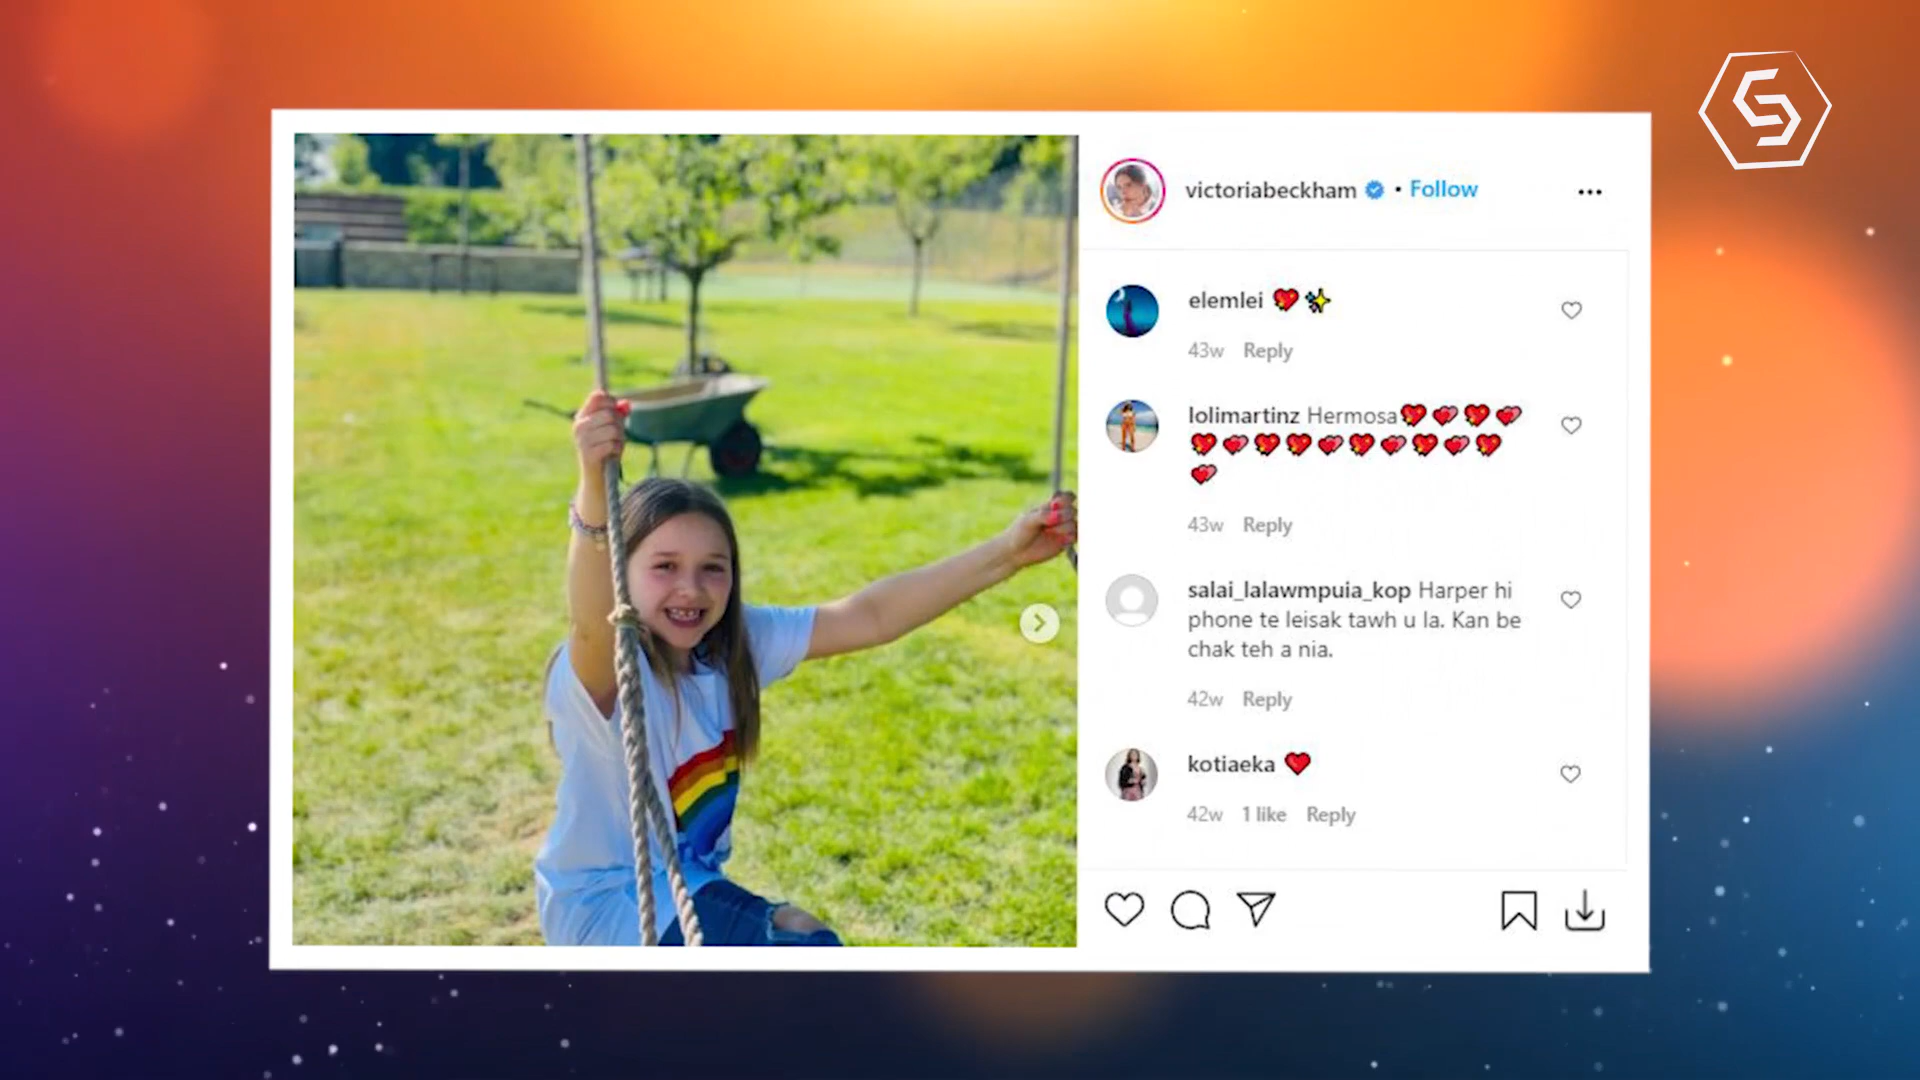 victoriabeckham • Follow
elemlei 💖✨
43w Reply
lolimartinz Hermosa💖💞💖💞
💖💞💖💖💞💖💞💖💞💖
💞
43w Reply
salai_lalawmpuia_kop Harper hi
phone te leisak tawh u la. Kan be
chak teh a nia.
42w Reply
kotiaeka ❤️
42w 1 like Reply